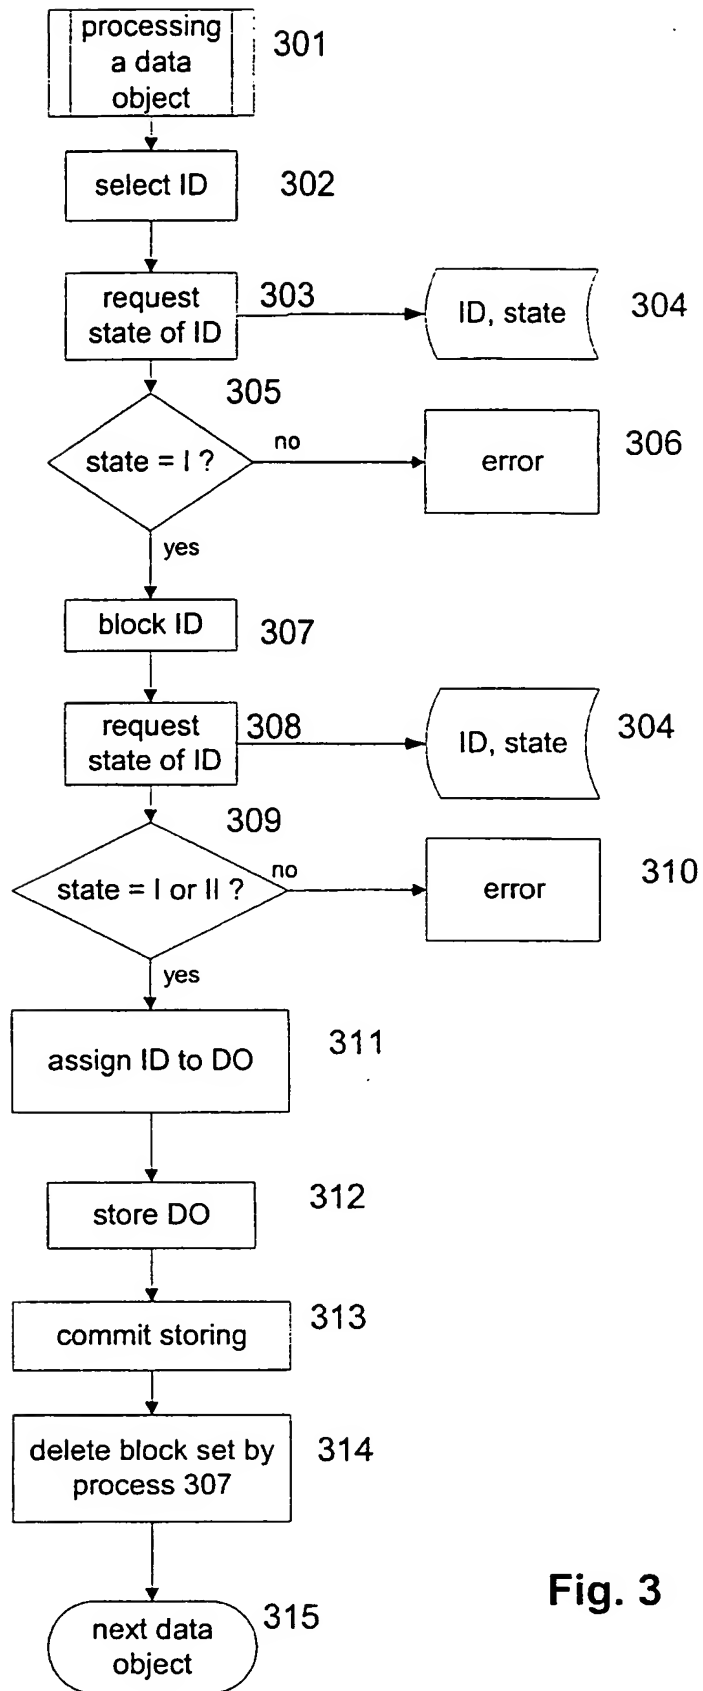 processing
a data
object
301
select ID
302
request
state of ID
303
ID, state
304
305
state = I ?
no
error
306
yes
block ID
307
request
state of ID
308
ID, state
304
309
state = I or II ?
no
error
310
yes
assign ID to DO
311
store DO
312
commit storing
313
delete block set by
process 307
314
next data
object
315
Fig. 3